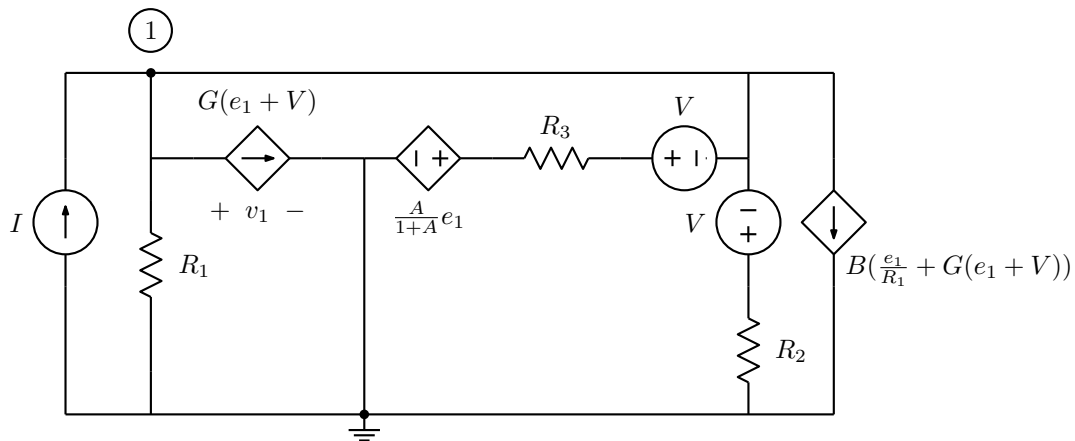 1
G(e₁ + V)
V
R₃
+ v₁ −
A/(1+A) e₁
I
V
R₁
B(e₁/R₁ + G(e₁ + V))
R₂